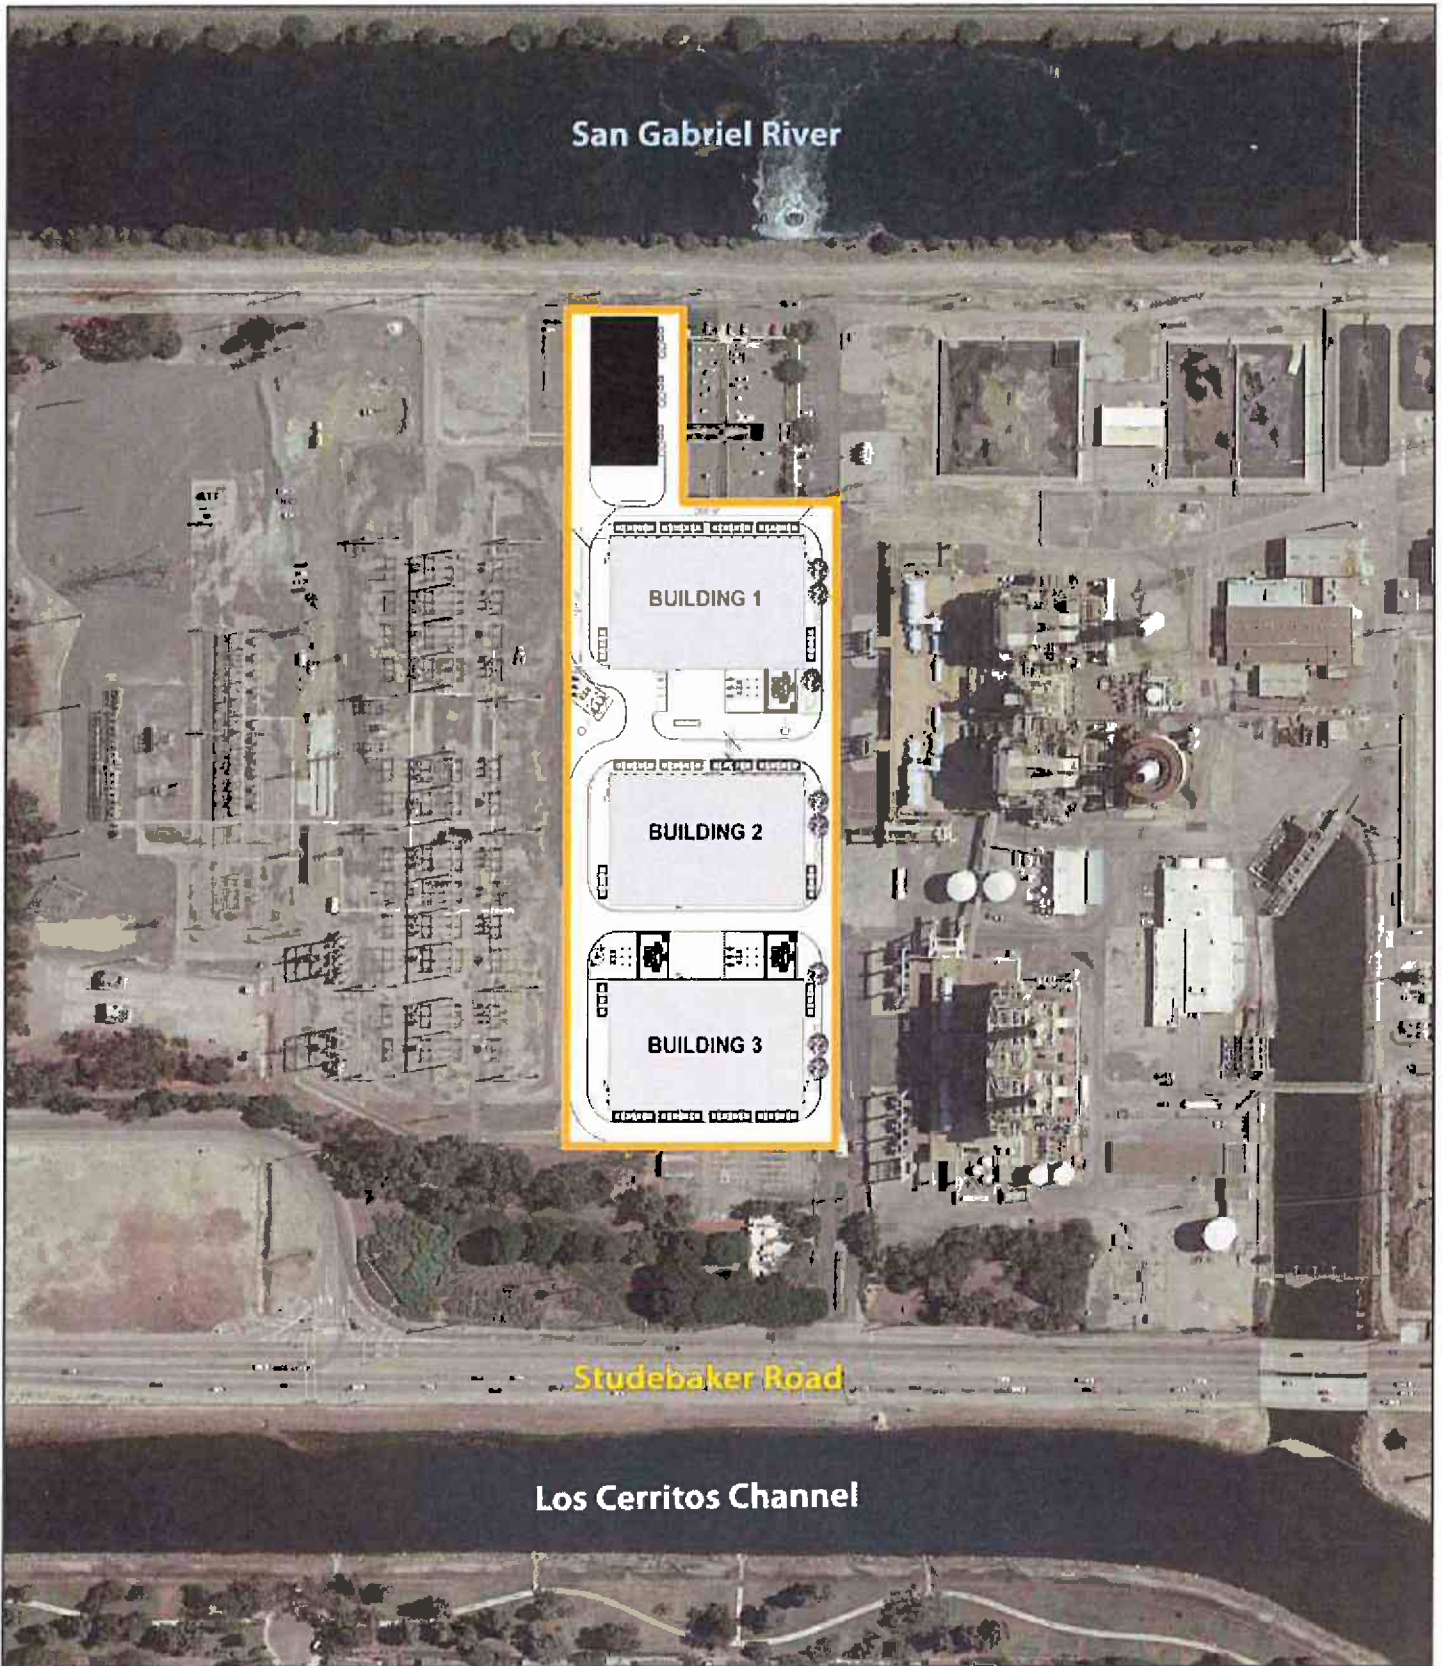 San Gabriel River
BUILDING 1
BUILDING 2
BUILDING 3
Studebaker Road
Los Cerritos Channel